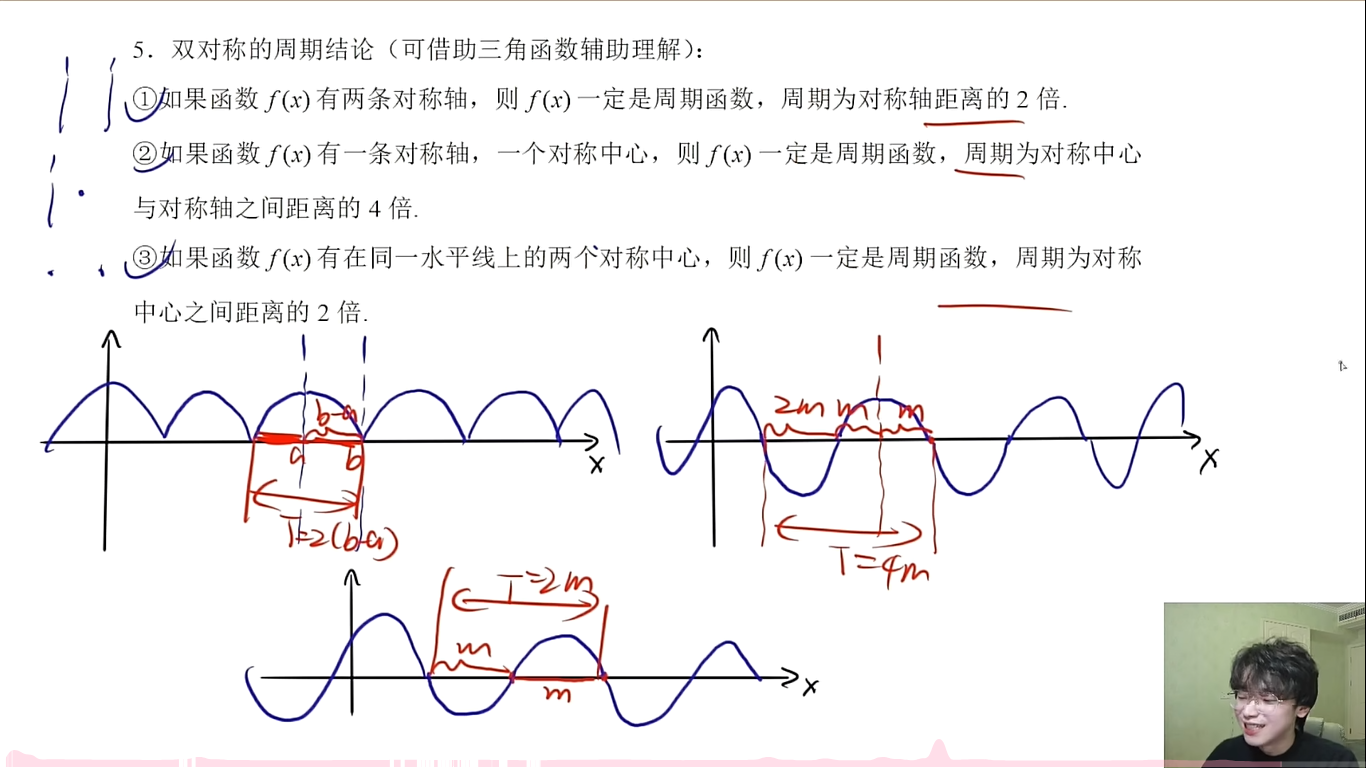 5．双对称的周期结论（可借助三角函数辅助理解）：
①如果函数 f(x) 有两条对称轴，则 f(x) 一定是周期函数，周期为对称轴距离的 2 倍.
②如果函数 f(x) 有一条对称轴，一个对称中心，则 f(x) 一定是周期函数，周期为对称中心
与对称轴之间距离的 4 倍.
③如果函数 f(x) 有在同一水平线上的两个对称中心，则 f(x) 一定是周期函数，周期为对称
中心之间距离的 2 倍.
b-a
a b
x
T=2(b-a)
2m m m
x
T=4m
T=2m
m
m
x